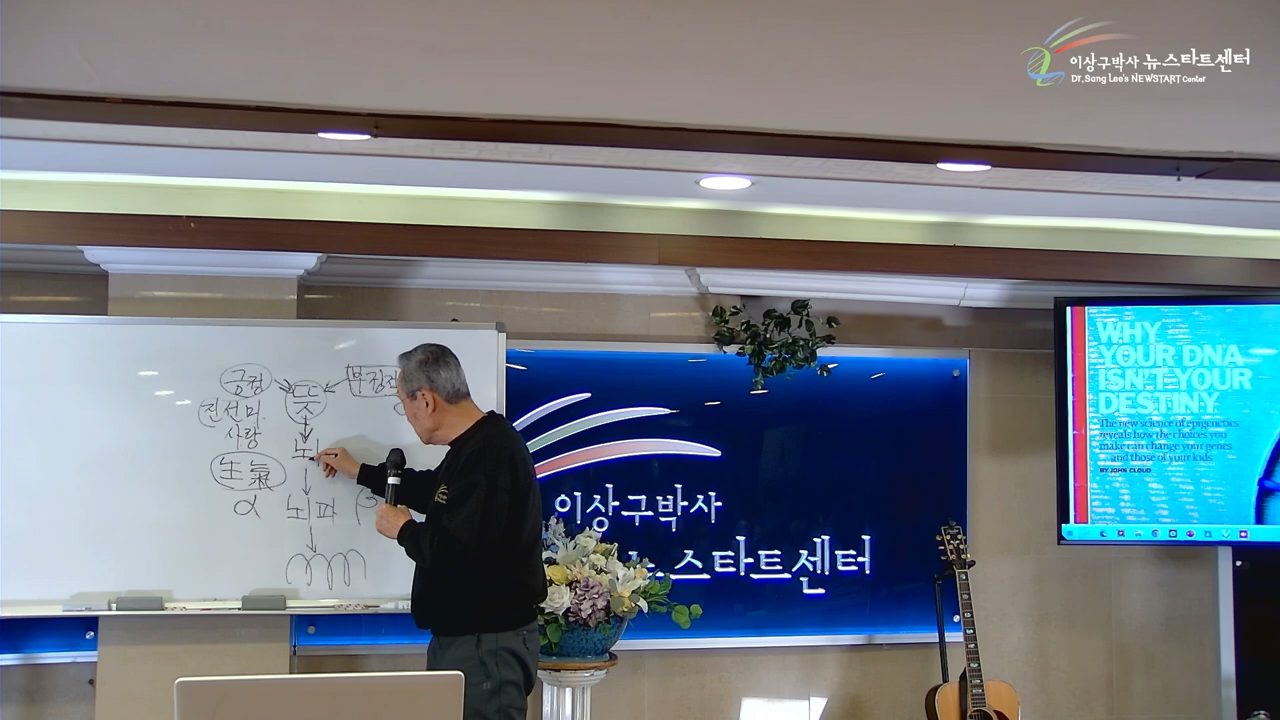 이상구박사 뉴스타트센터
Dr. Sang Lee's NEWSTART Center
긍정
뜻
진선미
사랑
뇌
生氣
α 뇌파 β
이상구박사
뉴스타트센터
WHY
YOUR DNA
ISN'T YOUR
DESTINY
The new science of epigenetics
reveals how the choices you
make can change your genes
and those of your kids
BY JOHN CLOUD